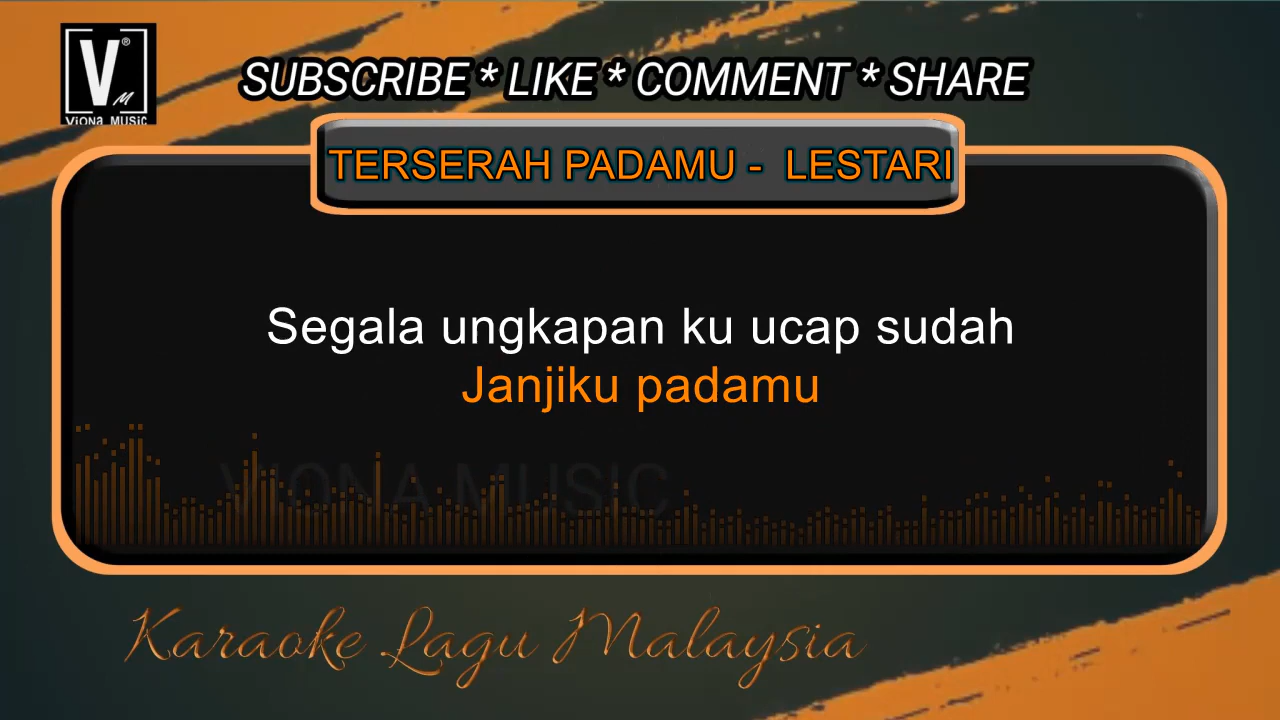 V®
M
ViONa MUSiC
SUBSCRIBE * LIKE * COMMENT * SHARE
TERSERAH PADAMU - LESTARI
Segala ungkapan ku ucap sudah
Janjiku padamu
ViONA MUSiC
Karaoke Lagu Malaysia